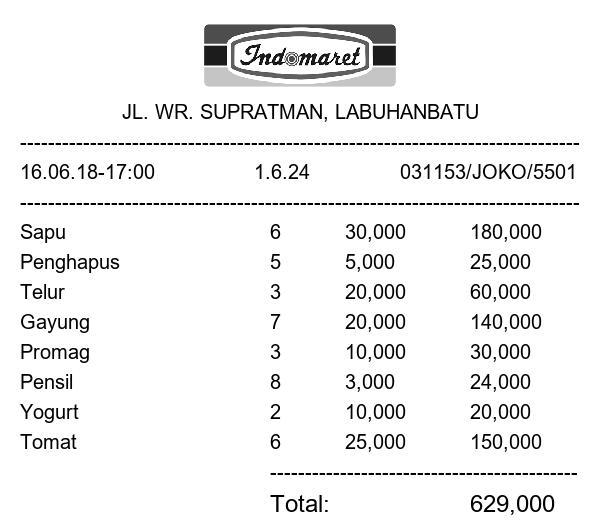 Indomaret
JL. WR. SUPRATMAN, LABUHANBATU
--------------------------------------------------------------------------------
16.06.18-17:00 1.6.24 031153/JOKO/5501
--------------------------------------------------------------------------------
Sapu 6 30,000 180,000
Penghapus 5 5,000 25,000
Telur 3 20,000 60,000
Gayung 7 20,000 140,000
Promag 3 10,000 30,000
Pensil 8 3,000 24,000
Yogurt 2 10,000 20,000
Tomat 6 25,000 150,000
--------------------------------------------
Total: 629,000